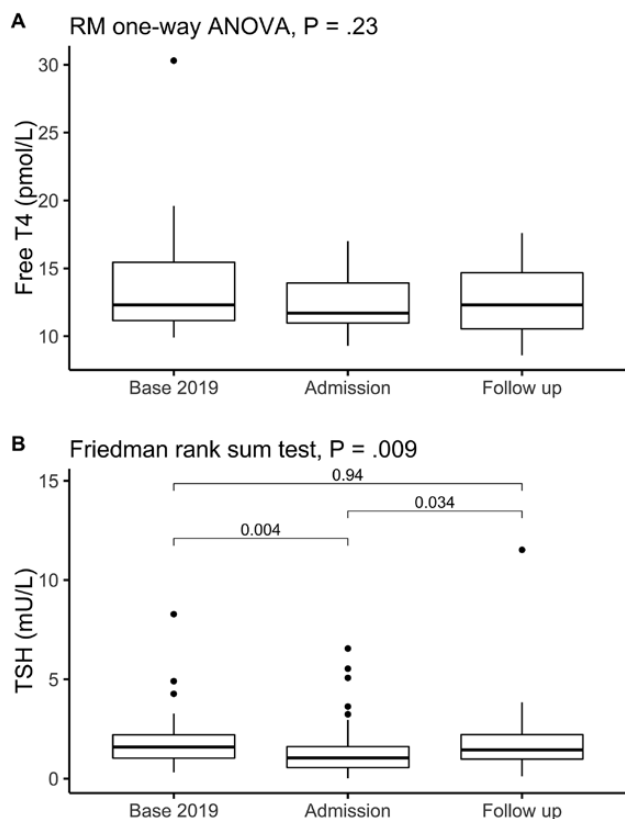 A
RM one-way ANOVA, P = .23
Free T4 (pmol/L)
30
25
20
15
10
Base 2019 Admission Follow up
B
Friedman rank sum test, P = .009
TSH (mU/L)
15
10
5
0
0.94
0.034
0.004
Base 2019 Admission Follow up